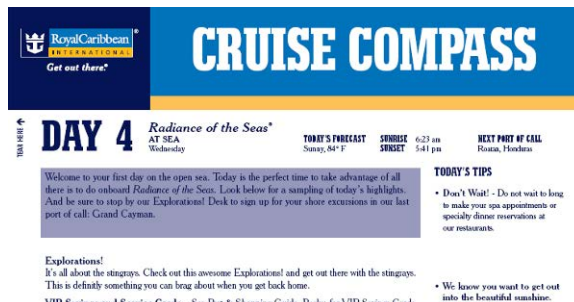 RoyalCaribbean®
INTERNATIONAL
Get out there.®
CRUISE COMPASS
TEAR HERE
DAY 4
Radiance of the Seas®
AT SEA
Wednesday
TODAY'S FORECAST
Sunny, 84° F
SUNRISE 6:23 am
SUNSET 5:41 pm
NEXT PORT OF CALL
Roatan, Honduras
Welcome to your first day on the open sea. Today is the perfect time to take advantage of all
there is to do onboard Radiance of the Seas. Look below for a sampling of today's highlights.
And be sure to stop by our Explorations! Desk to sign up for your shore excursions in our last
port of call: Grand Cayman.
TODAY'S TIPS
• Don't Wait! - Do not wait to long
to make your spa appointments or
specialty dinner reservations at
our restaurants.
Explorations!
It's all about the stingrays. Check out this awesome Explorations! and get out there with the stingrays.
This is definitly something you can brag about when you get back home.
• We know you want to get out
into the beautiful sunshine.